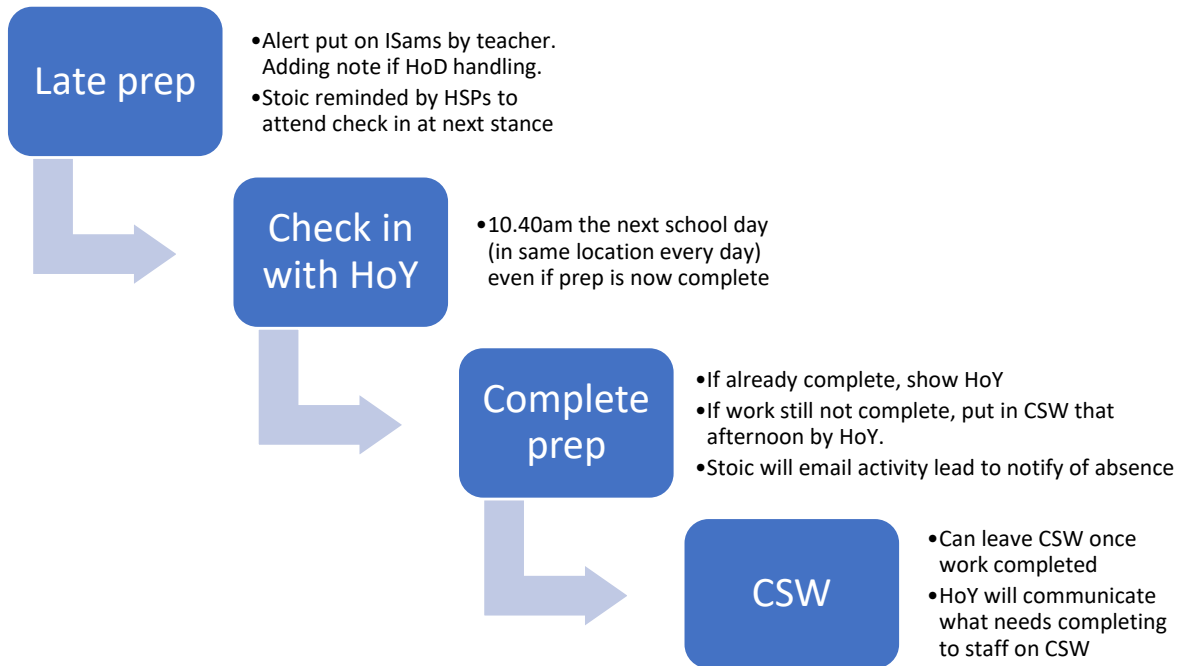 Late prep
•Alert put on ISams by teacher.
Adding note if HoD handling.
•Stoic reminded by HSPs to
attend check in at next stance
Check in
with HoY
•10.40am the next school day
(in same location every day)
even if prep is now complete
Complete
prep
•If already complete, show HoY
•If work still not complete, put in CSW that
afternoon by HoY.
•Stoic will email activity lead to notify of absence
CSW
•Can leave CSW once
work completed
•HoY will communicate
what needs completing
to staff on CSW